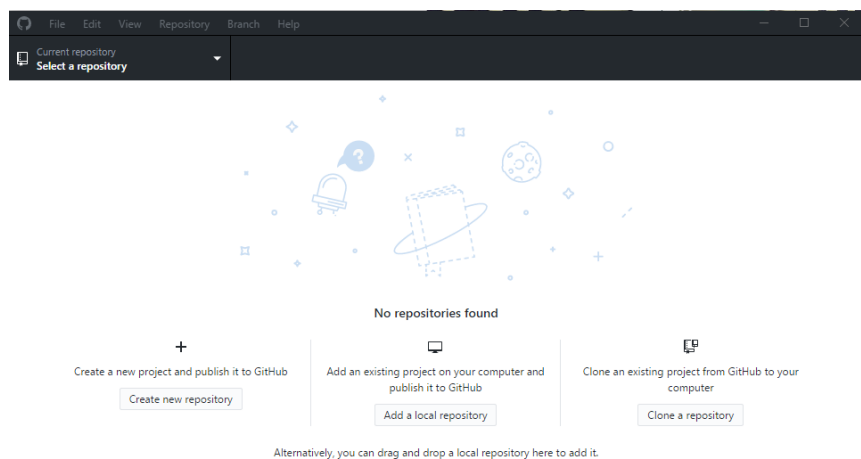 File Edit View Repository Branch Help
Current repository
Select a repository
?
No repositories found
Create a new project and publish it to GitHub
Create new repository
Add an existing project on your computer and
publish it to GitHub
Add a local repository
Clone an existing project from GitHub to your
computer
Clone a repository
Alternatively, you can drag and drop a local repository here to add it.